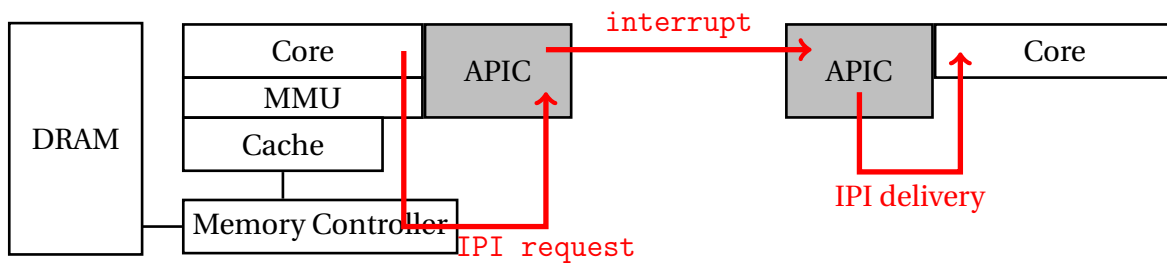 interrupt
Core
APIC
APIC
Core
MMU
DRAM
Cache
IPI delivery
Memory Controller
IPI request